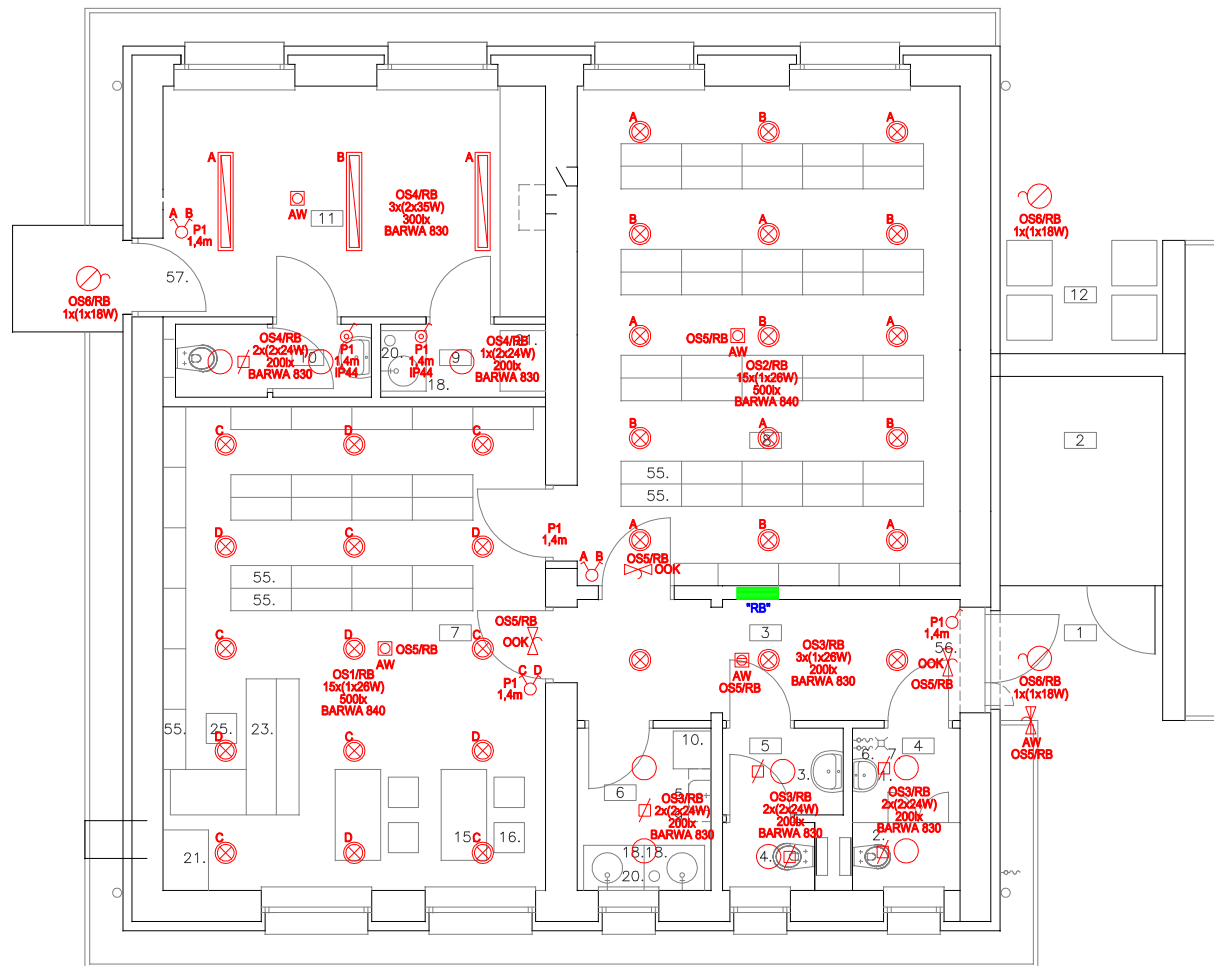 A
B
A
A
B
A
OS4/RB
3x(2x35W)
300lx
BARWA 830
AW
11
A B
P1
1,4m
OS6/RB
1x(1x18W)
B
A
B
57.
OS6/RB
1x(1x18W)
12
A
B
A
OS5/RB
AW
OS4/RB
2x(2x24W)
200lx
BARWA 830
10
P1
1,4m
IP44
20.
P1
1,4m
IP44
18.
9
21.
OS4/RB
1x(2x24W)
200lx
BARWA 830
OS2/RB
15x(1x26W)
500lx
BARWA 840
C
D
C
B
A
B
8
2
55.
55.
D
C
D
P1
1,4m
A
B
A
A B
OS5/RB
OOK
55.
55.
"RB"
C
D
C
7
OS5/RB
OOK
AW
OS5/RB
C D
P1
1,4m
3
P1
1,4m
56.
1
OS3/RB
3x(1x26W)
200lx
BARWA 830
AW
OS5/RB
OOK
OS5/RB
OS6/RB
1x(1x18W)
OS1/RB
15x(1x26W)
500lx
BARWA 840
55.
25.
23.
D
C
D
10.
5
4
AW
OS5/RB
6
5.
3.
6.
7.
1.
OS3/RB
2x(2x24W)
200lx
BARWA 830
OS3/RB
2x(2x24W)
200lx
BARWA 830
OS3/RB
2x(2x24W)
200lx
BARWA 830
C
D
C
21.
15.
16.
18.
18.
20.
4.
2.